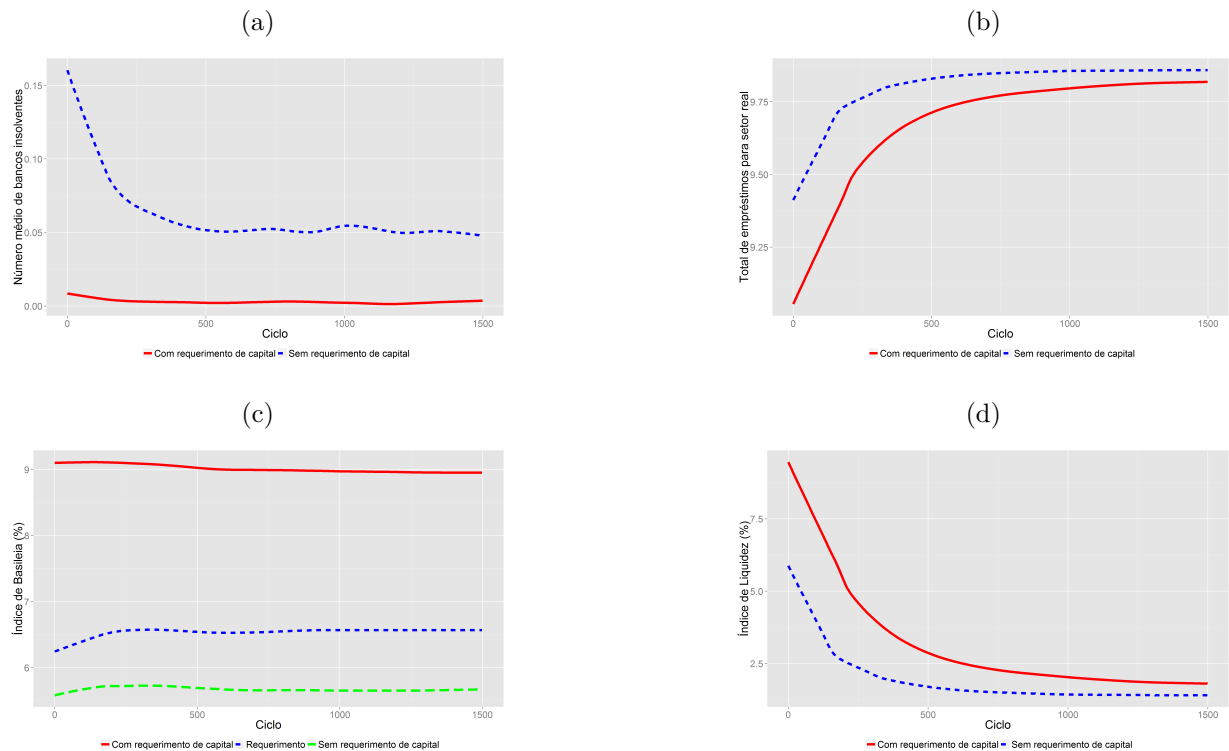 (a)
Número médio de bancos insolventes
0.15
0.10
0.05
0.00
0 500 1000 1500
Ciclo
Com requerimento de capital Sem requerimento de capital
(b)
Total de empréstimos para setor real
9.75
9.50
9.25
0 500 1000 1500
Ciclo
Com requerimento de capital Sem requerimento de capital
(c)
Índice de Basileia (%)
9
8
7
6
0 500 1000 1500
Ciclo
Com requerimento de capital Requerimento Sem requerimento de capital
(d)
Índice de Liquidez (%)
7.5
5.0
2.5
0 500 1000 1500
Ciclo
Com requerimento de capital Sem requerimento de capital